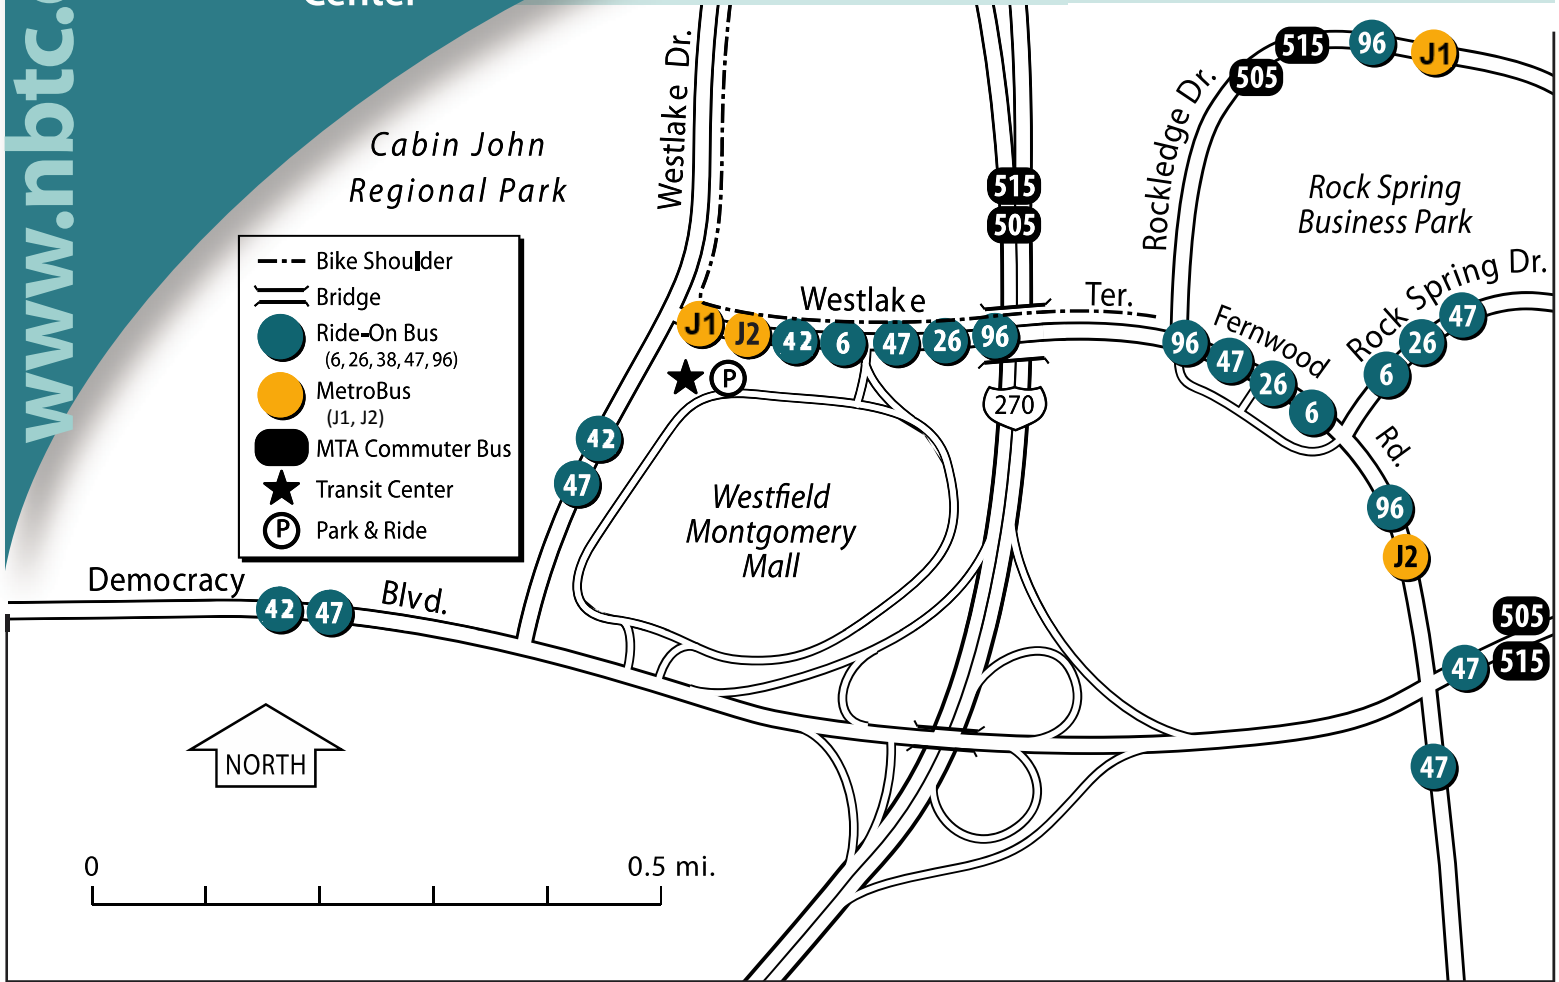 Center
www.nbtc.
Cabin John
Regional Park
Bike Shoulder
Bridge
Ride-On Bus
(6, 26, 38, 47, 96)
MetroBus
(J1, J2)
MTA Commuter Bus
Transit Center
P Park & Ride
Westlake Dr.
515
505
Rockledge Dr.
505
515
96
J1
Rock Spring
Business Park
Rock Spring Dr.
6
26
47
Westlake Ter.
J1
J2
42
6
47
26
96
P
270
Fernwood Rd.
96
47
26
6
96
J2
42
47
Westfield
Montgomery
Mall
Democracy Blvd.
42
47
505
47
515
47
NORTH
0 0.5 mi.